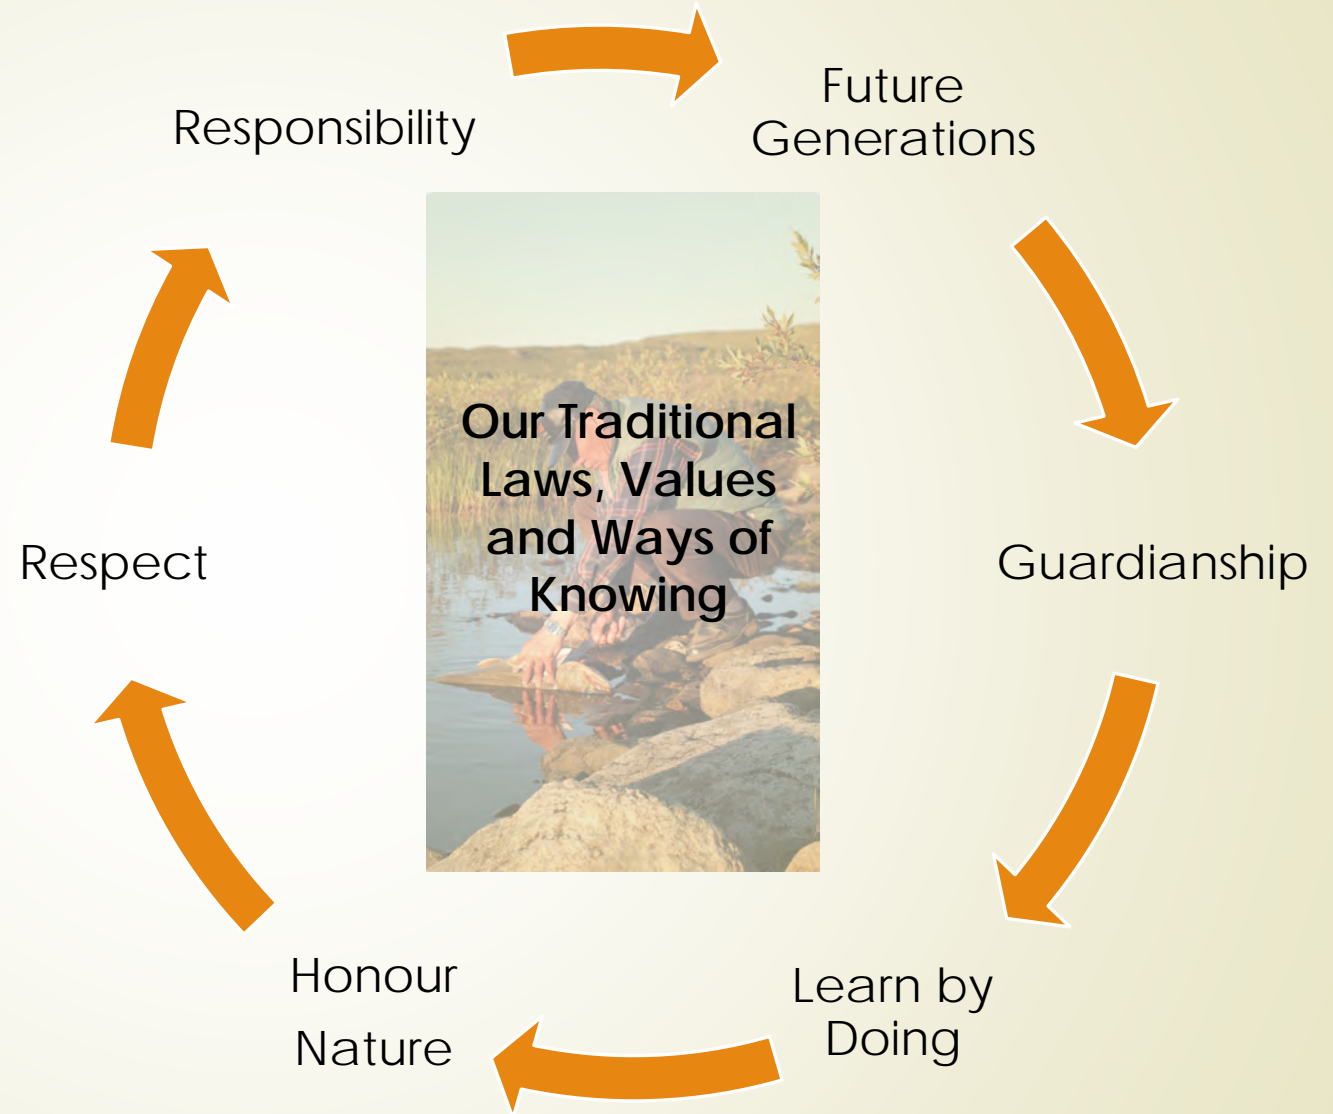 Responsibility
Future
Generations
Our Traditional
Laws, Values
and Ways of
Knowing
Respect
Guardianship
Honour
Nature
Learn by
Doing